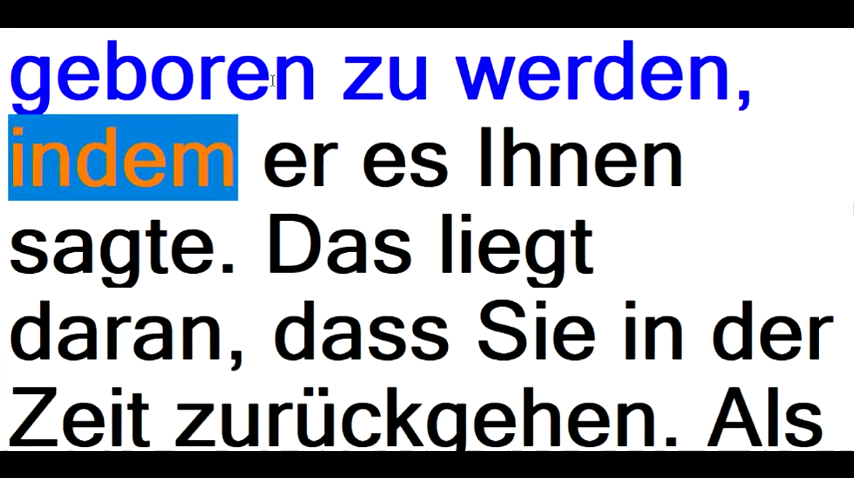 geboren zu werden,
indem er es Ihnen
sagte. Das liegt
daran, dass Sie in der
Zeit zurückgehen. Als